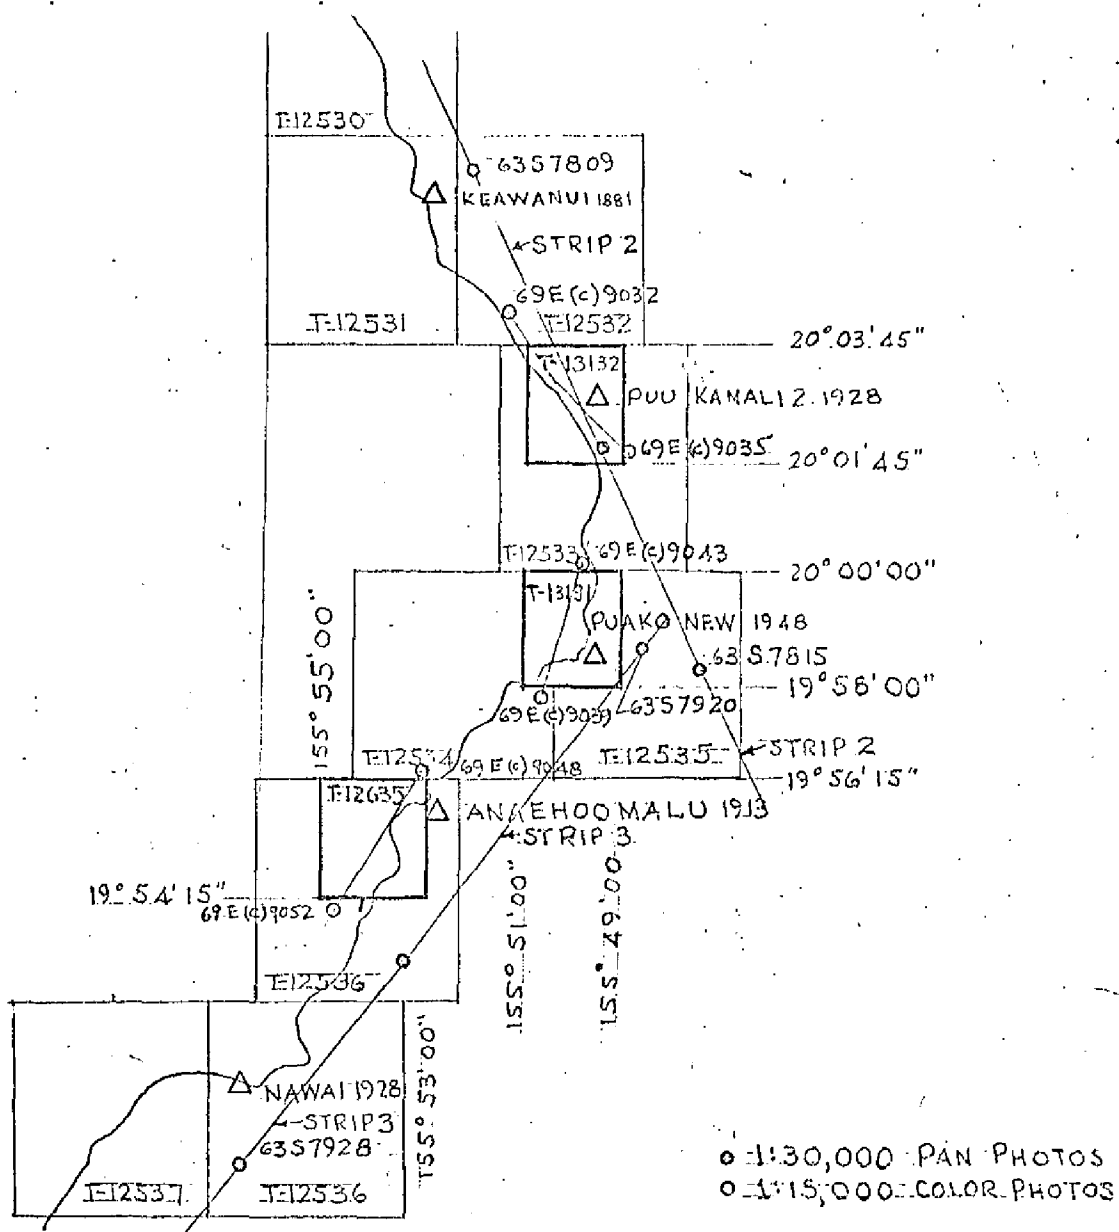 T-12530
63S7809
KEAWANUI 1881
STRIP 2
69E(c)9032
T-12531
T-12532
20° 03' 45"
T-13132
PUU KAMALI 2 1928
69E(c)9035
20° 01' 45"
T-12533
69E(c)9043
20° 00' 00"
T-13131
PUAKO NEW 1948
155° 55' 00"
63 S 7815
19° 58' 00"
69E(c)9039
63S7920
T-12534
69E(c)9048
T-12535
STRIP 2
19° 56' 15"
T-12635
ANAEHOOMALU 1913
STRIP 3
19° 54' 15"
69E(c)9052
155° 51' 00"
155° 49' 00"
T-12536
155° 53' 00"
NAWAI 1928
STRIP 3
63S7928
T-12537
T-12536
1:30,000 PAN PHOTOS
1:15,000 COLOR PHOTOS